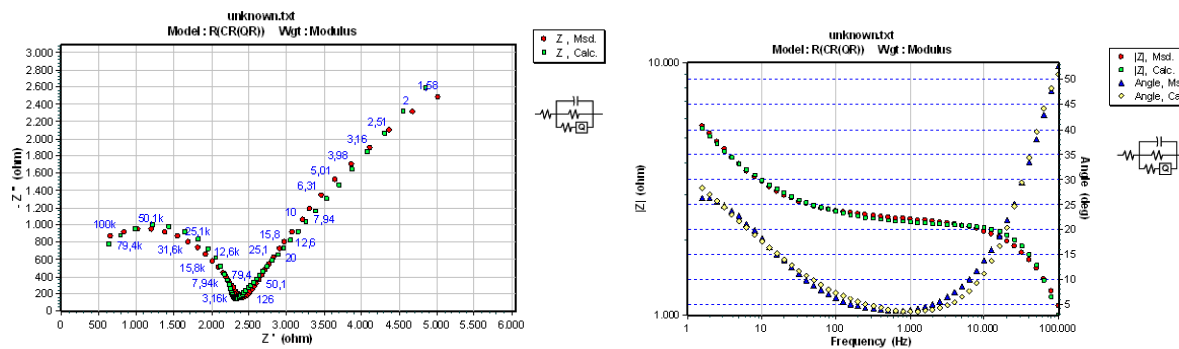 unknown.txt
Model : R(CR(QR)) Wgt : Modulus
- Z'' (ohm)
3.000
2.800
2.600
2.400
2.200
2.000
1.800
1.600
1.400
1.200
1.000
800
600
400
200
0
0
500
1.000
1.500
2.000
2.500
3.000
3.500
4.000
4.500
5.000
5.500
6.000
Z ' (ohm)
100k
79,4k
50,1k
31,6k
25,1k
15,8k
12,6k
7,94k
3,16k
79,4
126
50,1
25,1
20
15,8
12,6
10
7,94
6,31
5,01
3,98
3,16
2,51
2
1,58
Z , Msd.
Z , Calc.
Q
unknown.txt
Model : R(CR(QR)) Wgt : Modulus
|Z| (ohm)
10.000
1.000
1
10
100
1.000
10.000
100.000
Frequency (Hz)
50
45
40
35
30
25
20
15
10
5
Angle (deg)
|Z|, Msd.
|Z|, Calc.
Angle, Ms
Angle, Ca
Q